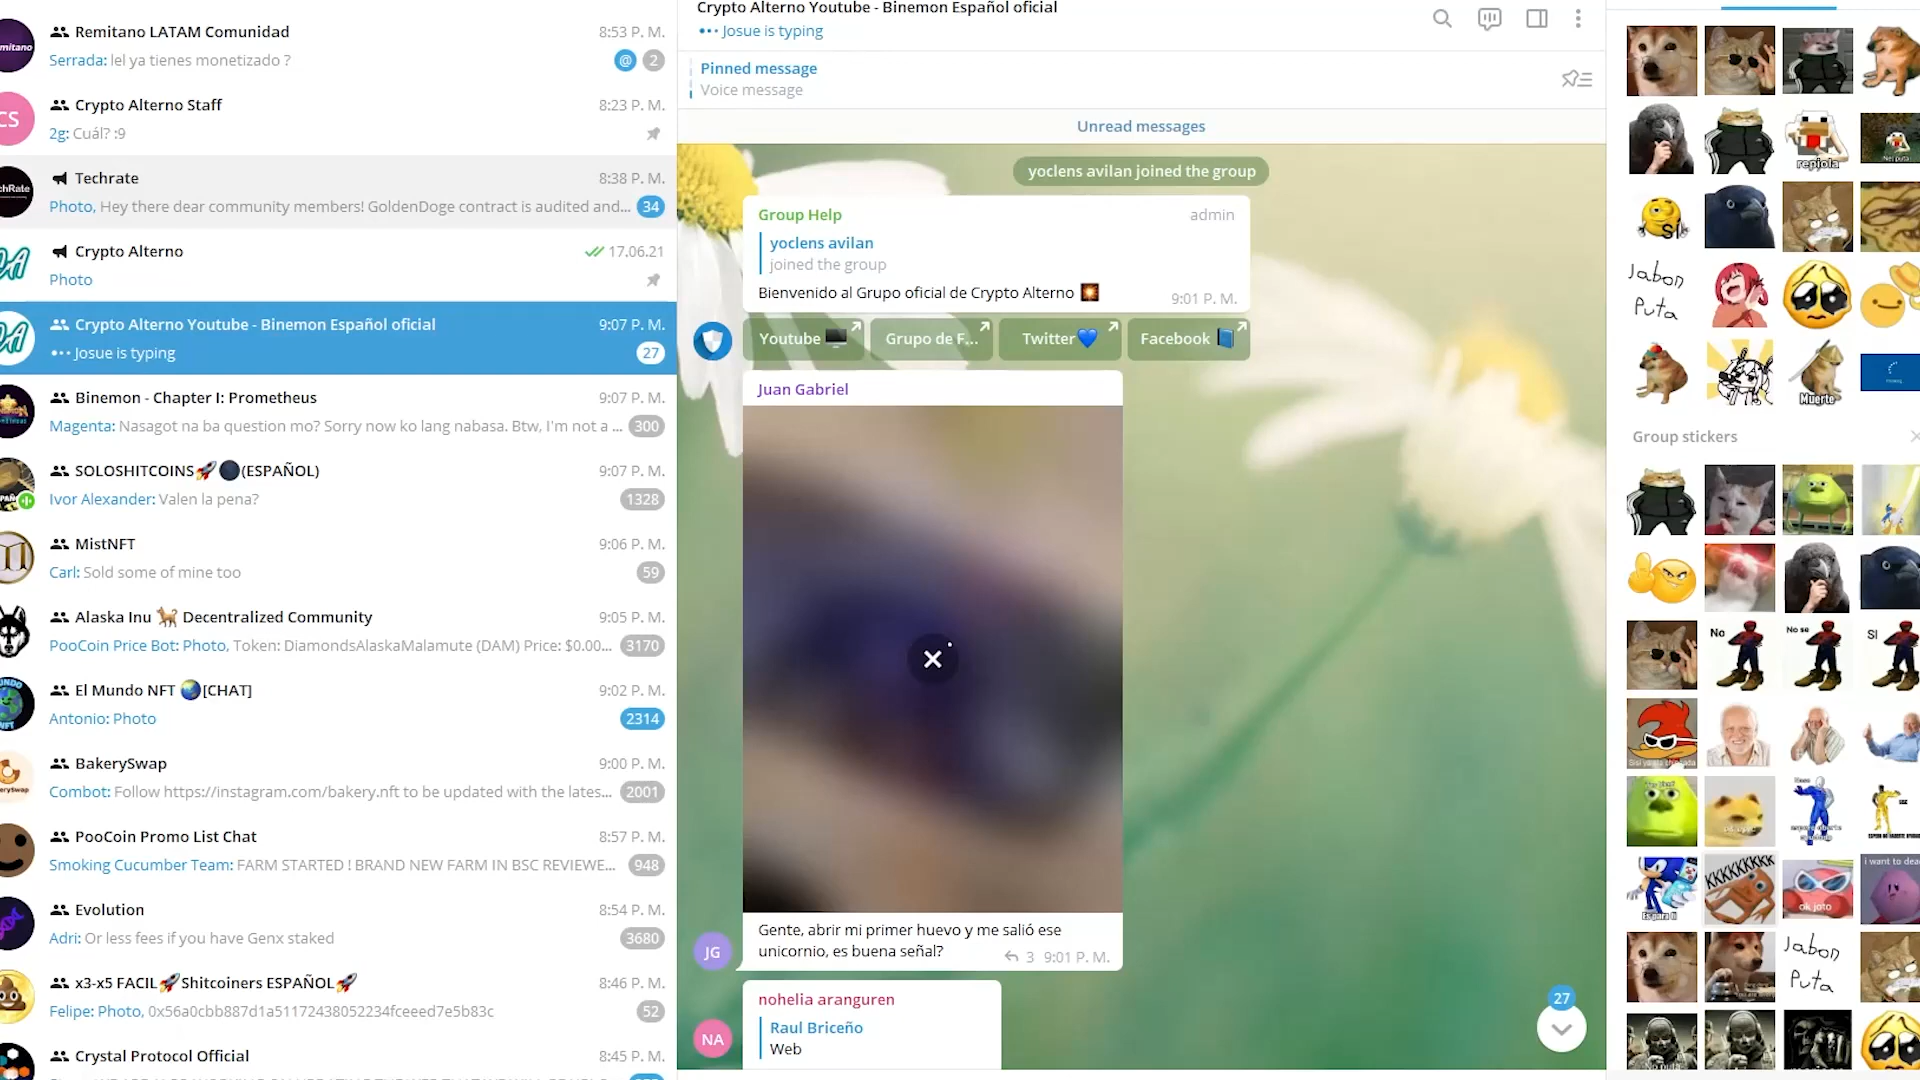 Remitano LATAM Comunidad 8:53 P. M.
Serrada: lel ya tienes monetizado ? @ 2
Crypto Alterno Staff 8:23 P. M.
2g: Cuál? :9
CS
Techrate 8:38 P. M.
Photo, Hey there dear community members! GoldenDoge contract is audited and... 34
Crypto Alterno 17.06.21
Photo
Crypto Alterno Youtube - Binemon Español oficial 9:07 P. M.
Josue is typing 27
Binemon - Chapter I: Prometheus 9:07 P. M.
Magenta: Nasagot na ba question mo? Sorry now ko lang nabasa. Btw, I'm not a ... 300
SOLOSHITCOINS🚀🌑(ESPAÑOL) 9:07 P. M.
Ivor Alexander: Valen la pena? 1328
MistNFT 9:06 P. M.
Carl: Sold some of mine too 59
Alaska Inu 🐕 Decentralized Community 9:05 P. M.
PooCoin Price Bot: Photo, Token: DiamondsAlaskaMalamute (DAM) Price: $0.00... 3170
El Mundo NFT 🌏[CHAT] 9:02 P. M.
Antonio: Photo 2314
BakerySwap 9:00 P. M.
Combot: Follow https://instagram.com/bakery.nft to be updated with the lates... 2001
PooCoin Promo List Chat 8:57 P. M.
Smoking Cucumber Team: FARM STARTED ! BRAND NEW FARM IN BSC REVIEWE... 948
Evolution 8:54 P. M.
Adri: Or less fees if you have Genx staked 3680
x3-x5 FACIL🚀Shitcoiners ESPAÑOL🚀 8:46 P. M.
Felipe: Photo, 0x56a0cbb887d1a51172438052234fceeed7e5b83c 52
Crystal Protocol Official 8:45 P. M.
Crypto Alterno Youtube - Binemon Español oficial
Josue is typing
Pinned message
Voice message
Unread messages
yoclens avilan joined the group
Group Help admin
yoclens avilan
joined the group
Bienvenido al Grupo oficial de Crypto Alterno 💥
9:01 P. M.
Youtube 🖥️ Grupo de F... Twitter💙 Facebook 📘
Juan Gabriel
Gente, abrir mi primer huevo y me salió ese
unicornio, es buena señal? 3 9:01 P. M.
JG
nohelia aranguren
Raul Briceño
Web
NA
27
repiola
SI
Jabon
Puta
Muerte
Group stickers
No
No se
SI
KKKKKKK
ok joto
i want to dea
Es para ti
Jabon
Puta